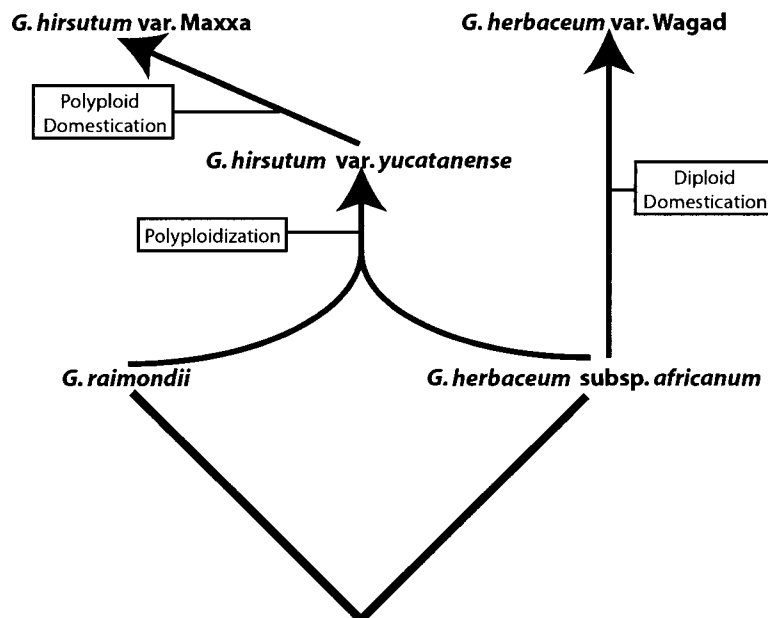 G. hirsutum var. Maxxa
G. herbaceum var. Wagad
Polyploid
Domestication
G. hirsutum var. yucatanense
Diploid
Domestication
Polyploidization
G. raimondii
G. herbaceum subsp. africanum